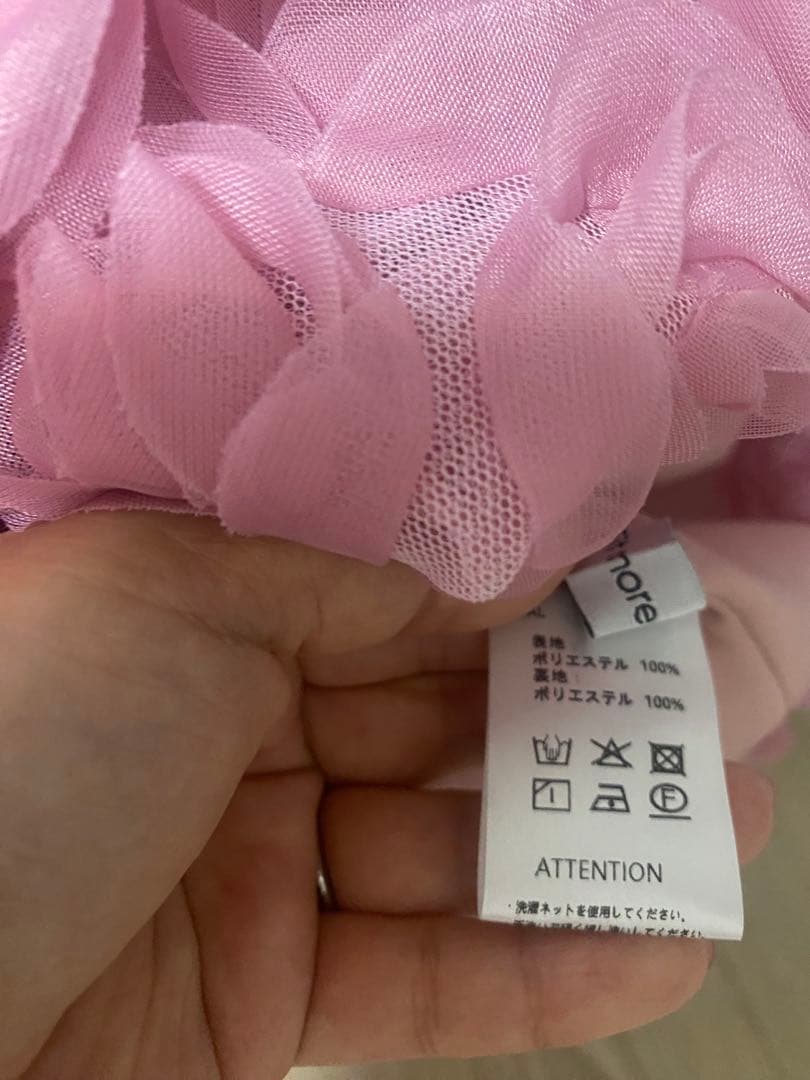 more
XL
表地:
ポリエステル 100%
裏地:
ポリエステル 100%
F
ATTENTION
・洗濯ネットを使用してください。